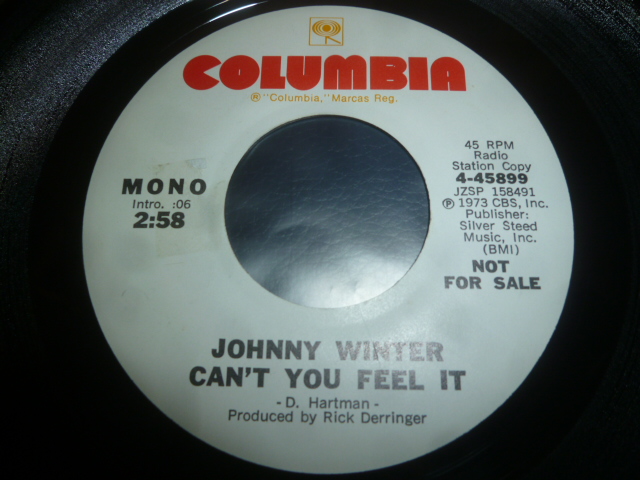 COLUMBIA
® "Columbia," Marcas Reg.
MONO
Intro. :06
2:58
45 RPM
Radio
Station Copy
4-45899
JZSP 158491
℗ 1973 CBS, Inc.
Publisher:
Silver Steed
Music, Inc.
(BMI)
NOT
FOR SALE
JOHNNY WINTER
CAN'T YOU FEEL IT
- D. Hartman -
Produced by Rick Derringer